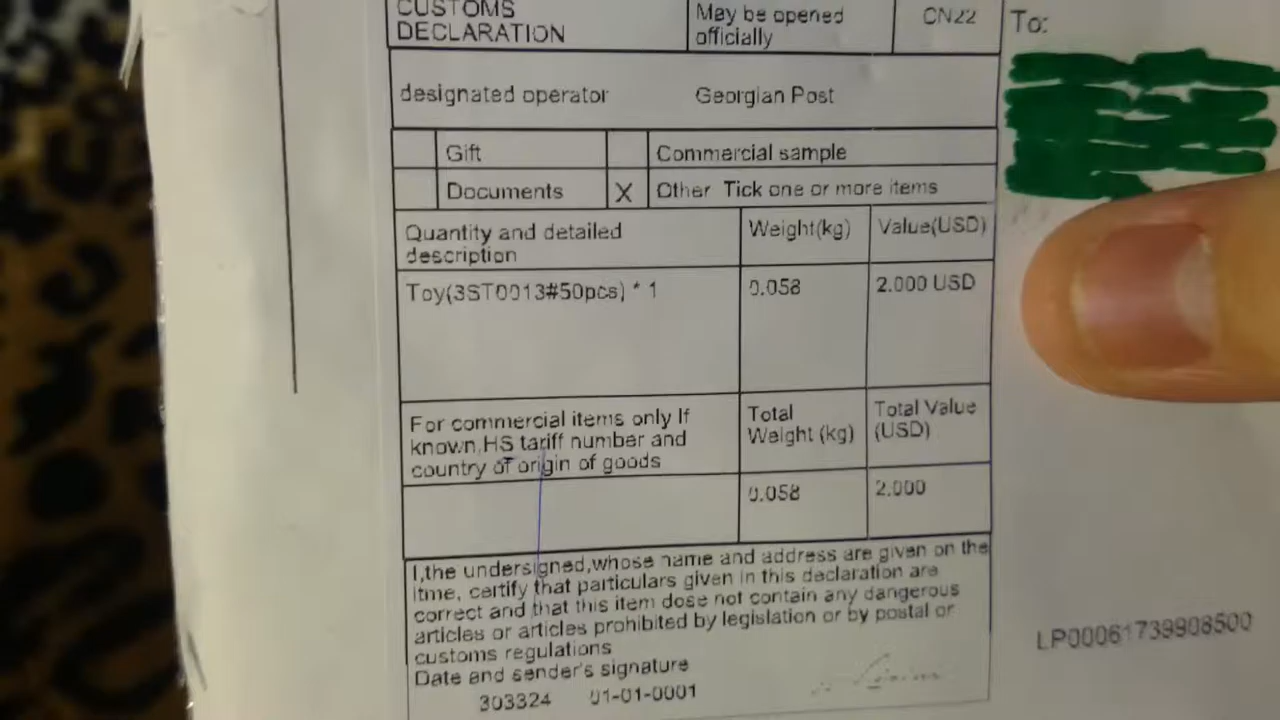 CUSTOMS
DECLARATION
May be opened
officially
CN22
To:
designated operator
Georgian Post
Gift
Commercial sample
Documents
X
Other Tick one or more items
Quantity and detailed
description
Weight(kg)
Value(USD)
Toy(3ST0013#50pcs) * 1
0.058
2.000 USD
For commercial items only If
known,HS tariff number and
country of origin of goods
Total
Weight (kg)
Total Value
(USD)
0.058
2.000
I,the undersigned,whose name and address are given on the
itme, certify that particulars given in this declaration are
correct and that this item dose not contain any dangerous
articles or articles prohibited by legislation or by postal or
customs regulations
Date and sender's signature
303324 01-01-0001
LP00061739908500